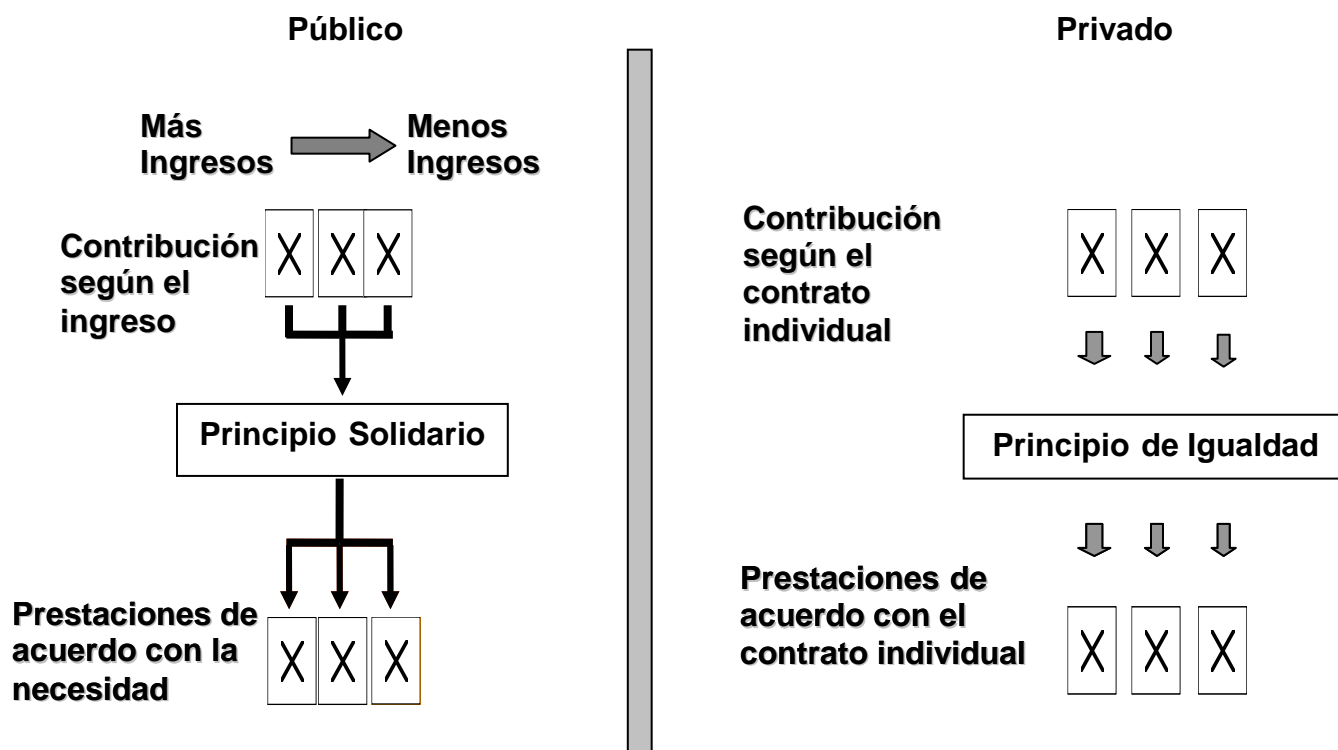 Público
Más
Ingresos
Menos
Ingresos
Contribución
según el
ingreso
X X X
Principio Solidario
Prestaciones de
acuerdo con la
necesidad
X X X
Privado
Contribución
según el
contrato
individual
X X X
Principio de Igualdad
Prestaciones de
acuerdo con el
contrato individual
X X X